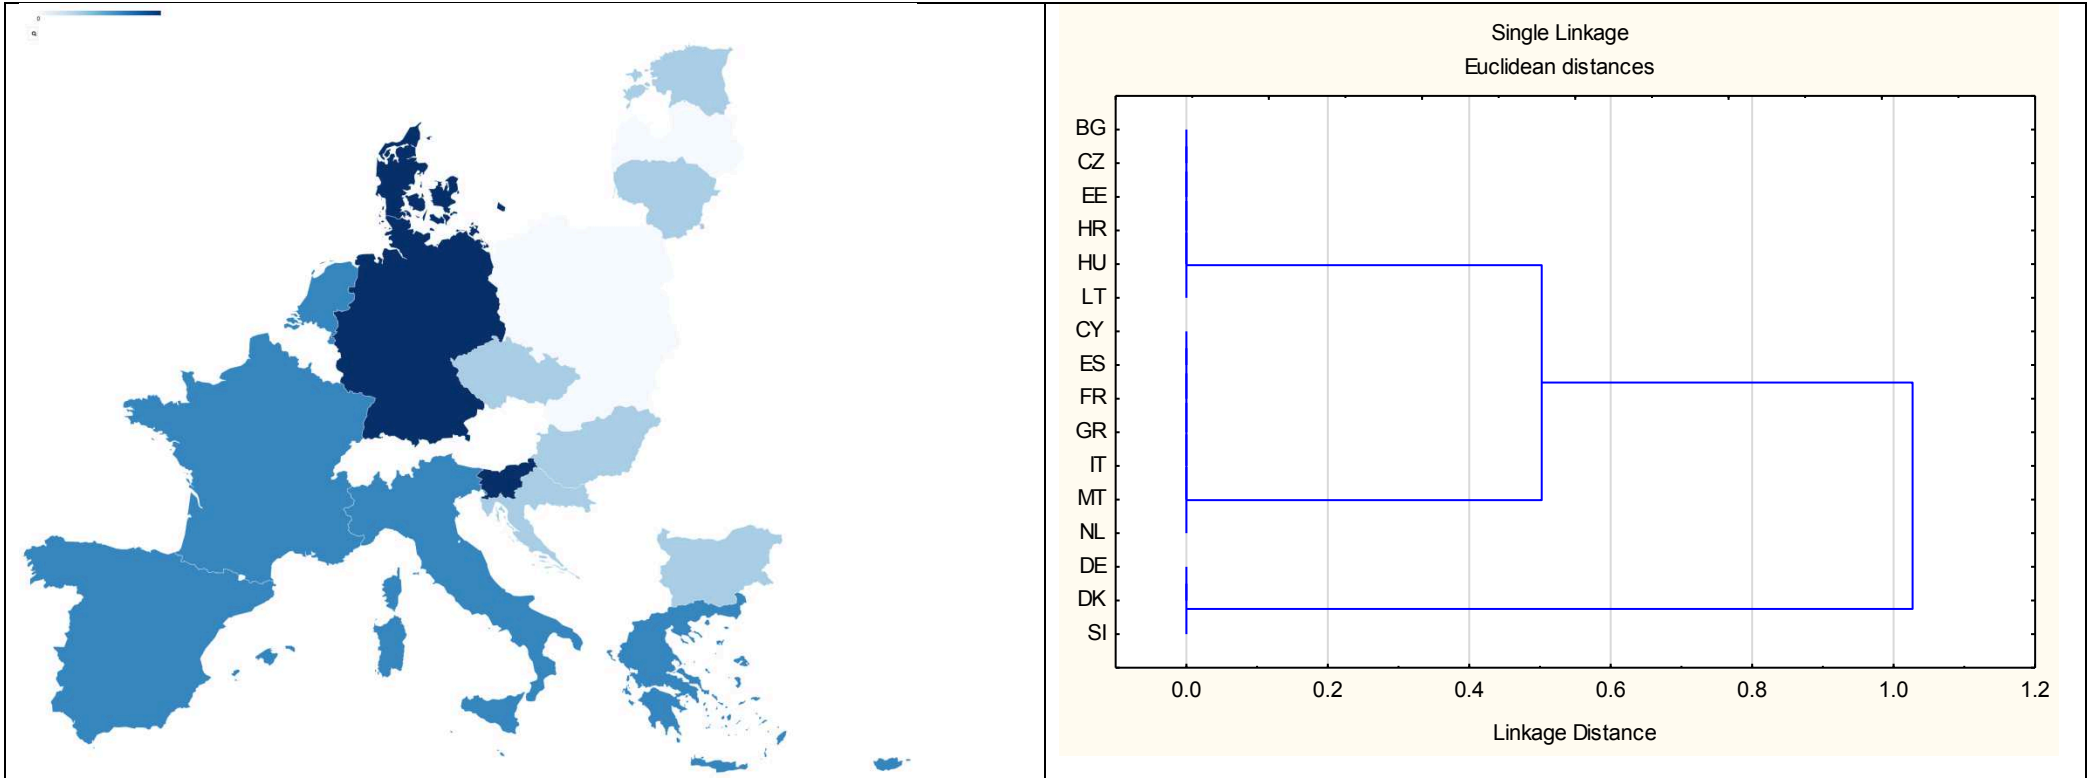 0
Single Linkage
Euclidean distances
BG
CZ
EE
HR
HU
LT
CY
ES
FR
GR
IT
MT
NL
DE
DK
SI
0.0 0.2 0.4 0.6 0.8 1.0 1.2
Linkage Distance